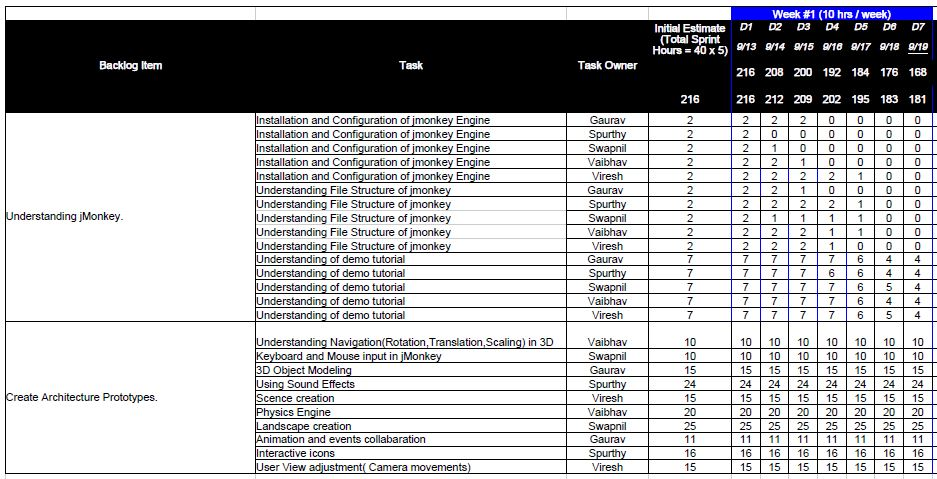 Week #1 (10 hrs / week)
Backlog Item Task Task Owner Initial Estimate (Total Sprint Hours = 40 x 5) D1 D2 D3 D4 D5 D6 D7
9/13 9/14 9/15 9/16 9/17 9/18 9/19
216 208 200 192 184 176 168
216 216 212 209 202 195 183 181
Understanding jMonkey.
Installation and Configuration of jmonkey Engine Gaurav 2 2 2 2 0 0 0 0
Installation and Configuration of jmonkey Engine Spurthy 2 2 0 0 0 0 0 0
Installation and Configuration of jmonkey Engine Swapnil 2 2 1 0 0 0 0 0
Installation and Configuration of jmonkey Engine Vaibhav 2 2 2 1 0 0 0 0
Installation and Configuration of jmonkey Engine Viresh 2 2 2 2 2 1 0 0
Understanding File Structure of jmonkey Gaurav 2 2 2 1 0 0 0 0
Understanding File Structure of jmonkey Spurthy 2 2 2 2 2 1 0 0
Understanding File Structure of jmonkey Swapnil 2 2 1 1 1 1 0 0
Understanding File Structure of jmonkey Vaibhav 2 2 2 2 1 1 0 0
Understanding File Structure of jmonkey Viresh 2 2 2 2 1 0 0 0
Understanding of demo tutorial Gaurav 7 7 7 7 7 6 4 4
Understanding of demo tutorial Spurthy 7 7 7 7 6 6 4 4
Understanding of demo tutorial Swapnil 7 7 7 7 7 6 5 4
Understanding of demo tutorial Vaibhav 7 7 7 7 7 6 4 4
Understanding of demo tutorial Viresh 7 7 7 7 7 6 5 4
Create Architecture Prototypes.
Understanding Navigation(Rotation,Translation,Scaling) in 3D Vaibhav 10 10 10 10 10 10 10 10
Keyboard and Mouse input in jMonkey Swapnil 10 10 10 10 10 10 10 10
3D Object Modeling Gaurav 15 15 15 15 15 15 15 15
Using Sound Effects Spurthy 24 24 24 24 24 24 24 24
Scence creation Viresh 15 15 15 15 15 15 15 15
Physics Engine Vaibhav 20 20 20 20 20 20 20 20
Landscape creation Swapnil 25 25 25 25 25 25 25 25
Animation and events collabaration Gaurav 11 11 11 11 11 11 11 11
Interactive icons Spurthy 16 16 16 16 16 16 16 16
User View adjustment( Camera movements) Viresh 15 15 15 15 15 15 15 15